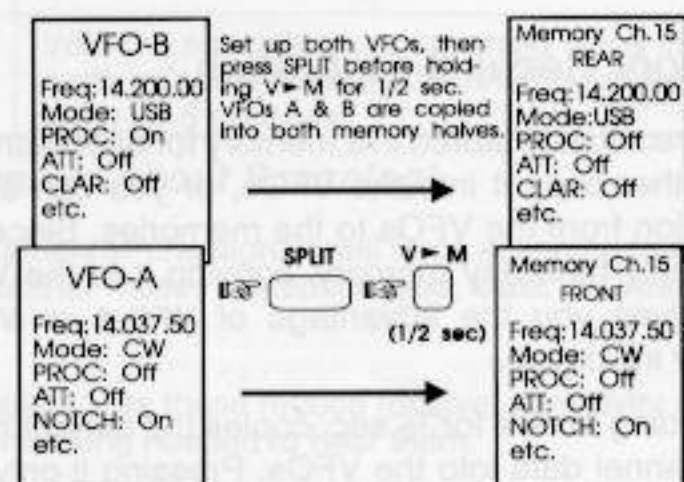 VFO-B
Freq:14.200.00
Mode: USB
PROC: On
ATT: Off
CLAR: Off
etc.
Set up both VFOs, then
press SPLIT before hold-
ing V►M for 1/2 sec.
VFOs A & B are copied
Into both memory halves.
Memory Ch.15
REAR
Freq:14.200.00
Mode:USB
PROC: On
ATT: Off
CLAR: Off
etc.
VFO-A
Freq:14.037.50
Mode: CW
PROC: Off
ATT: Off
NOTCH: On
etc.
SPLIT
V► M
(1/2 sec)
Memory Ch.15
FRONT
Freq:14.037.50
Mode: CW
PROC: Off
ATT: Off
NOTCH: On
etc.